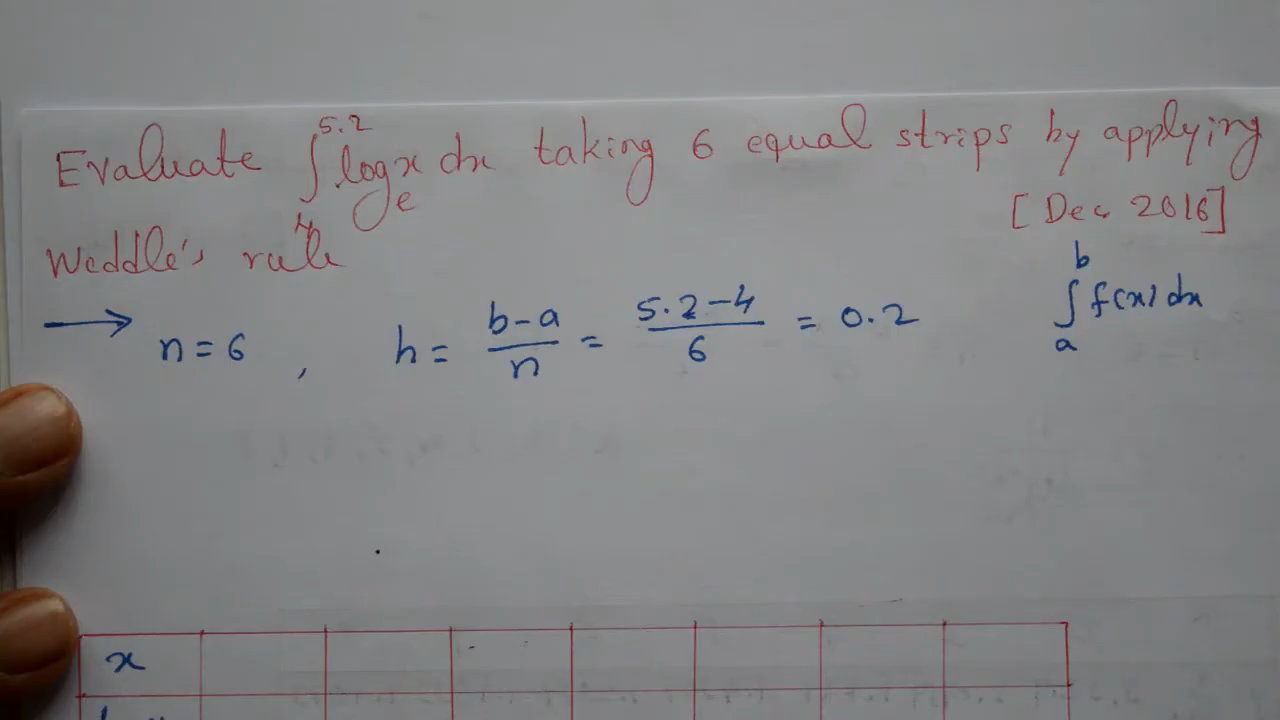 Evaluate ∫₄^5.2 logₑx dx taking 6 equal strips by applying
Weddle's rule [Dec 2016]
→ n = 6 , h = b-a/n = 5.2-4/6 = 0.2 ∫ₐ^b f(x) dx
x